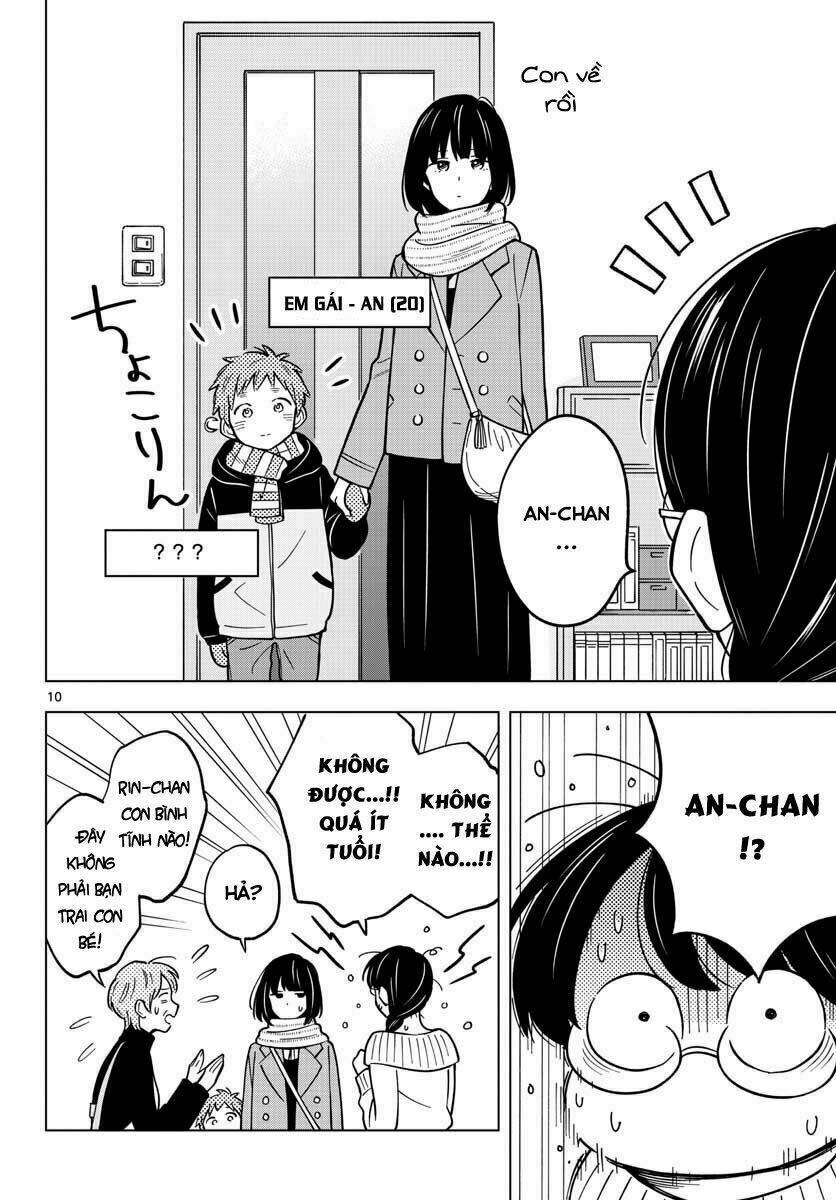 Con về
rồi
EM GÁI - AN (20)
ちょこりん
? ? ?
AN-CHAN
...
10
AN-CHAN
!?
KHÔNG
.... THỂ
NÀO...!!
KHÔNG
ĐƯỢC...!!
QUÁ ÍT
TUỔI!
HẢ?
RIN-CHAN
CON BÌNH
TĨNH NÀO!
ĐÂY
KHÔNG
PHẢI BẠN
TRAI CON
BÉ!